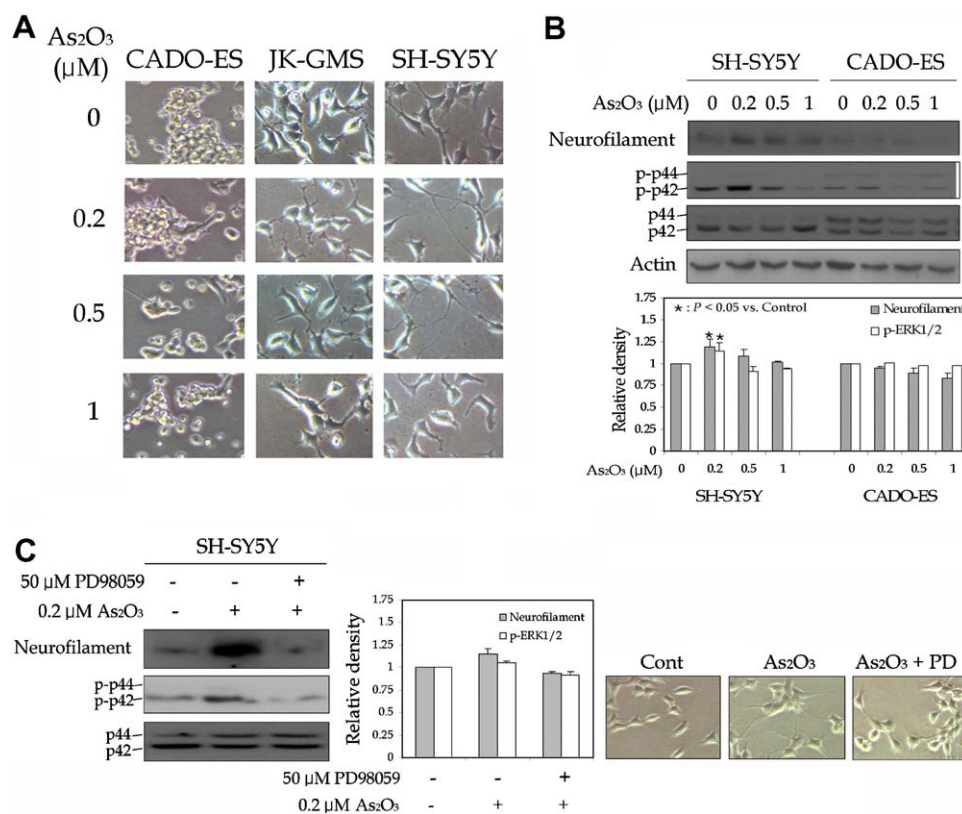 A
As₂O₃
(µM)
CADO-ES JK-GMS SH-SY5Y
0
0.2
0.5
1
B
SH-SY5Y CADO-ES
As₂O₃ (µM) 0 0.2 0.5 1 0 0.2 0.5 1
Neurofilament
p-p44
p-p42
p44
p42
Actin
Relative density
1.75
1.5
1.25
1
0.75
0.5
0.25
0
* : P < 0.05 vs. Control
Neurofilament
p-ERK1/2
* *
As₂O₃ (µM) 0 0.2 0.5 1 0 0.2 0.5 1
SH-SY5Y CADO-ES
C
SH-SY5Y
50 µM PD98059 - - +
0.2 µM As₂O₃ - + +
Neurofilament
p-p44
p-p42
p44
p42
Relative density
1.75
1.5
1.25
1
0.75
0.5
0.25
0
Neurofilament
p-ERK1/2
50 µM PD98059 - - +
0.2 µM As₂O₃ - + +
Cont As₂O₃ As₂O₃ + PD